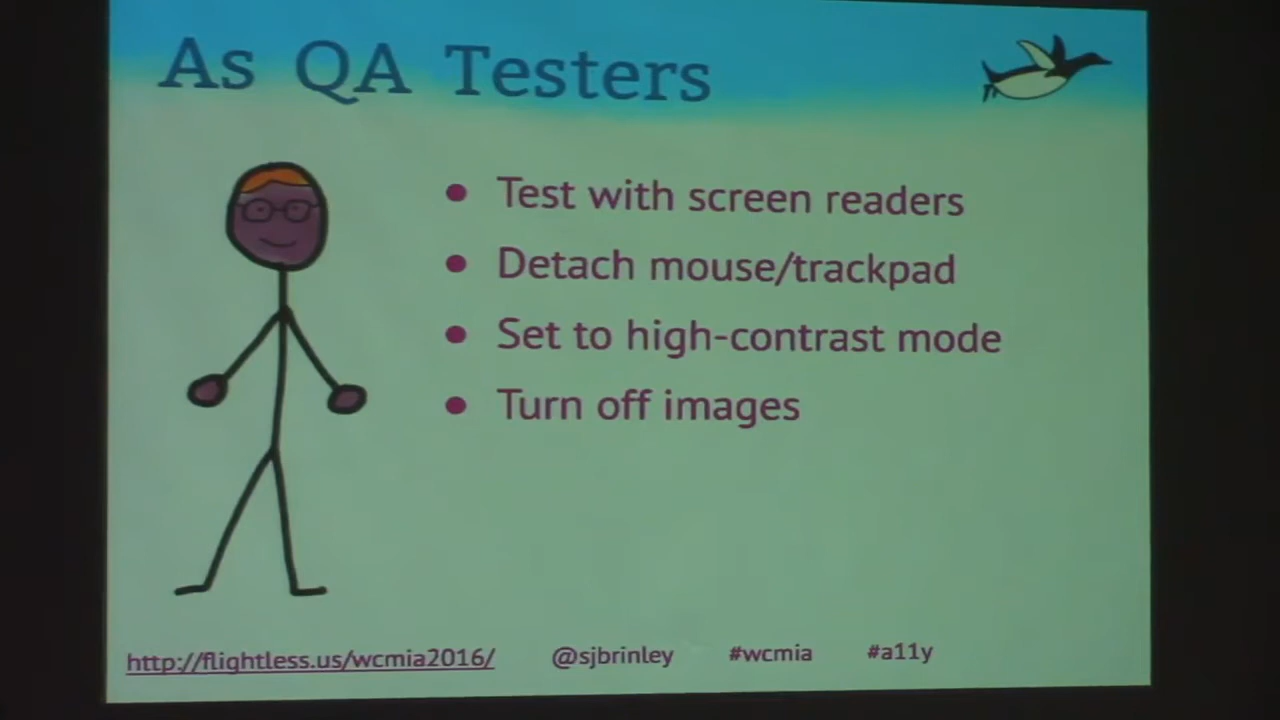 As QA Testers
• Test with screen readers
• Detach mouse/trackpad
• Set to high-contrast mode
• Turn off images
http://flightless.us/wcmia2016/ @sjbrinley #wcmia #a11y